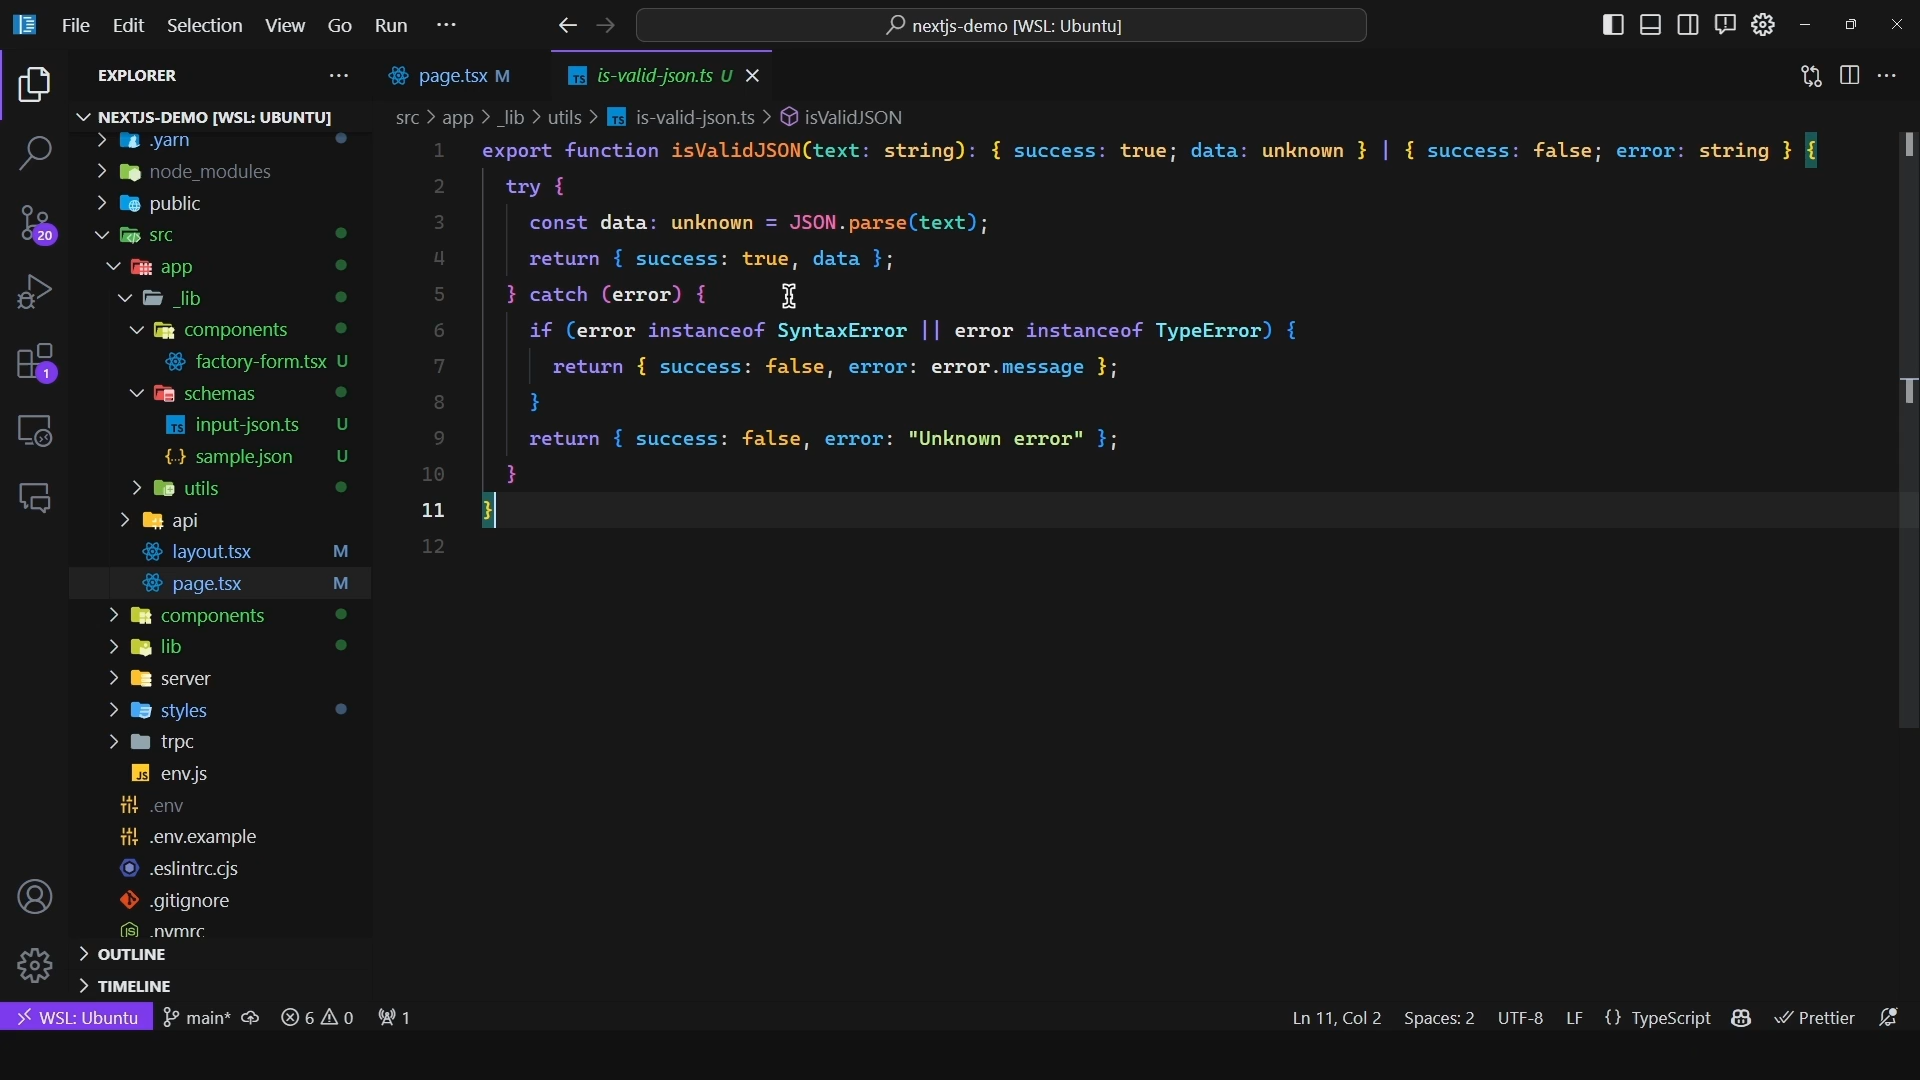 File Edit Selection View Go Run ··· nextjs-demo [WSL: Ubuntu]
EXPLORER ···
page.tsx M is-valid-json.ts U
NEXTJS-DEMO [WSL: UBUNTU]
src > app > _lib > utils > TS is-valid-json.ts > isValidJSON
.yarn
node_modules
public
src
app
_lib
components
factory-form.tsx U
schemas
TS input-json.ts U
{..} sample.json U
utils
api
layout.tsx M
page.tsx M
components
lib
server
styles
trpc
JS env.js
.env
.env.example
.eslintrc.cjs
.gitignore
.nvmrc
OUTLINE
TIMELINE
20
1
1 export function isValidJSON(text: string): { success: true; data: unknown } | { success: false; error: string } {
2 try {
3 const data: unknown = JSON.parse(text);
4 return { success: true, data };
5 } catch (error) {
6 if (error instanceof SyntaxError || error instanceof TypeError) {
7 return { success: false, error: error.message };
8 }
9 return { success: false, error: "Unknown error" };
10 }
11 }
12
WSL: Ubuntu main* 6 0 1 Ln 11, Col 2 Spaces: 2 UTF-8 LF {} TypeScript Prettier